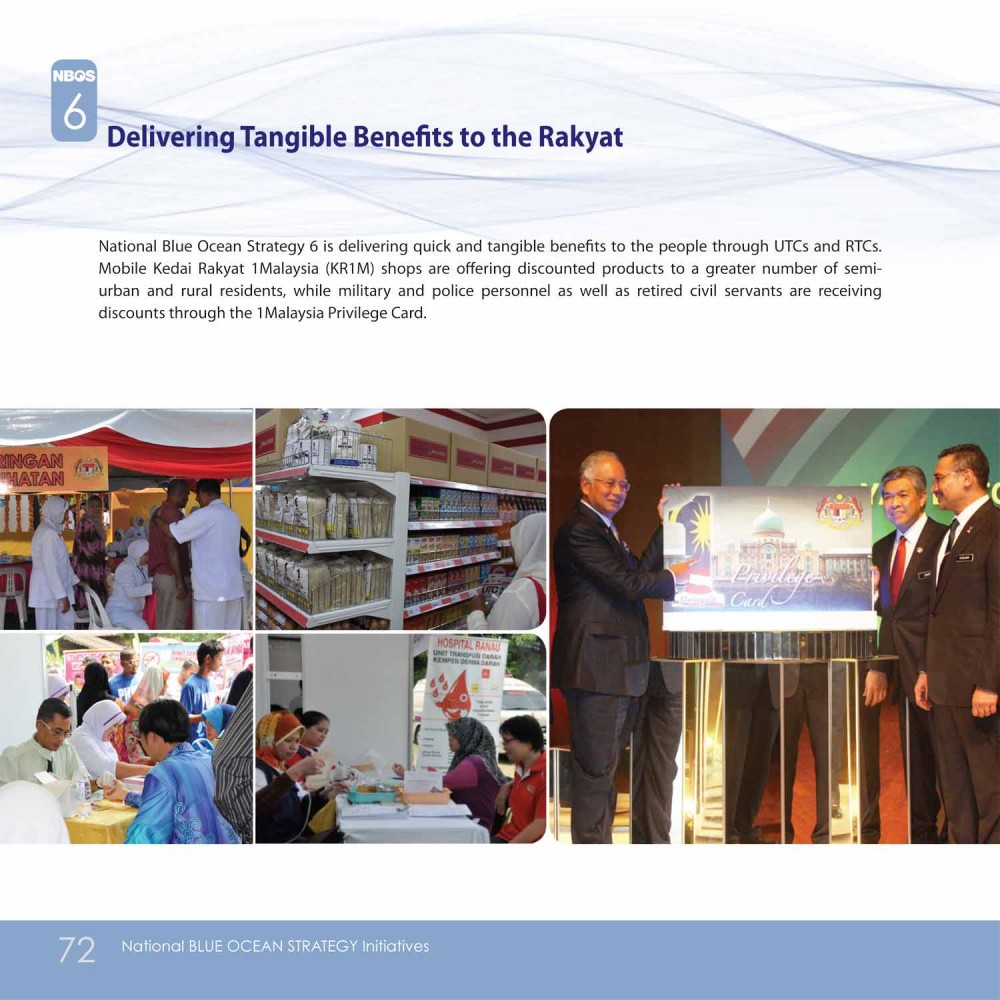 NBOS
6
Delivering Tangible Benefits to the Rakyat
National Blue Ocean Strategy 6 is delivering quick and tangible benefits to the people through UTCs and RTCs.
Mobile Kedai Rakyat 1Malaysia (KR1M) shops are offering discounted products to a greater number of semi-
urban and rural residents, while military and police personnel as well as retired civil servants are receiving
discounts through the 1Malaysia Privilege Card.
RINGAN
IHATAN
UTC
HOSPITAL RANAU
UNIT TRANSFUSI DARAH
KEMPEN DERMA DARAH
1
Privilege
Card
72
National BLUE OCEAN STRATEGY Initiatives